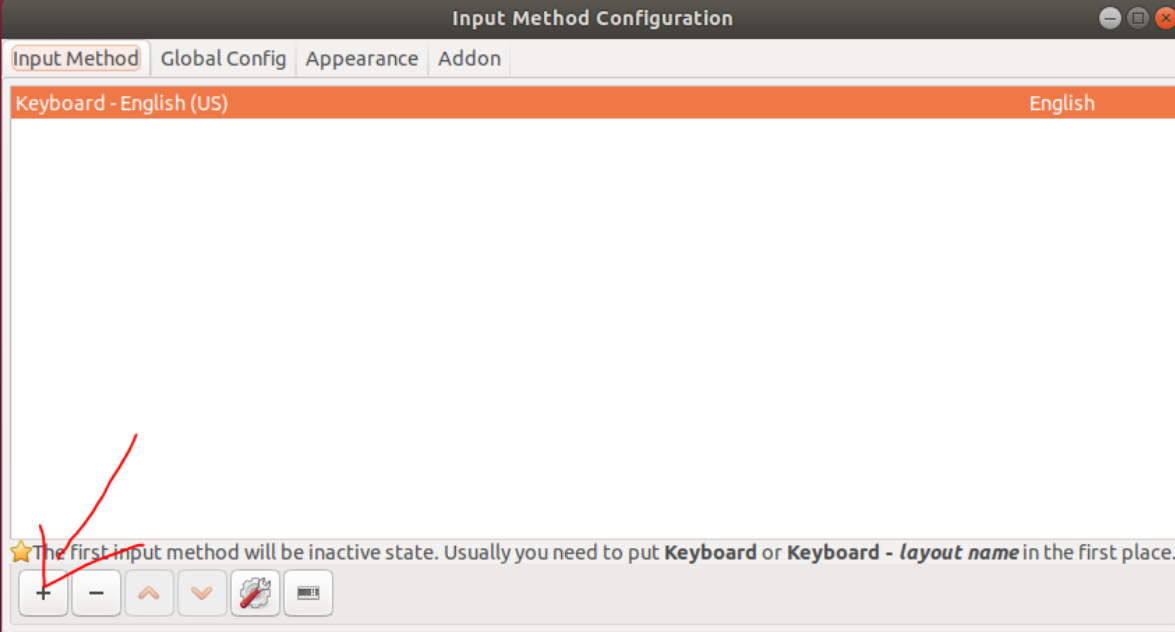 Input Method Configuration
Input Method Global Config Appearance Addon
Keyboard - English (US) English
The first input method will be inactive state. Usually you need to put Keyboard or Keyboard - layout name in the first place.